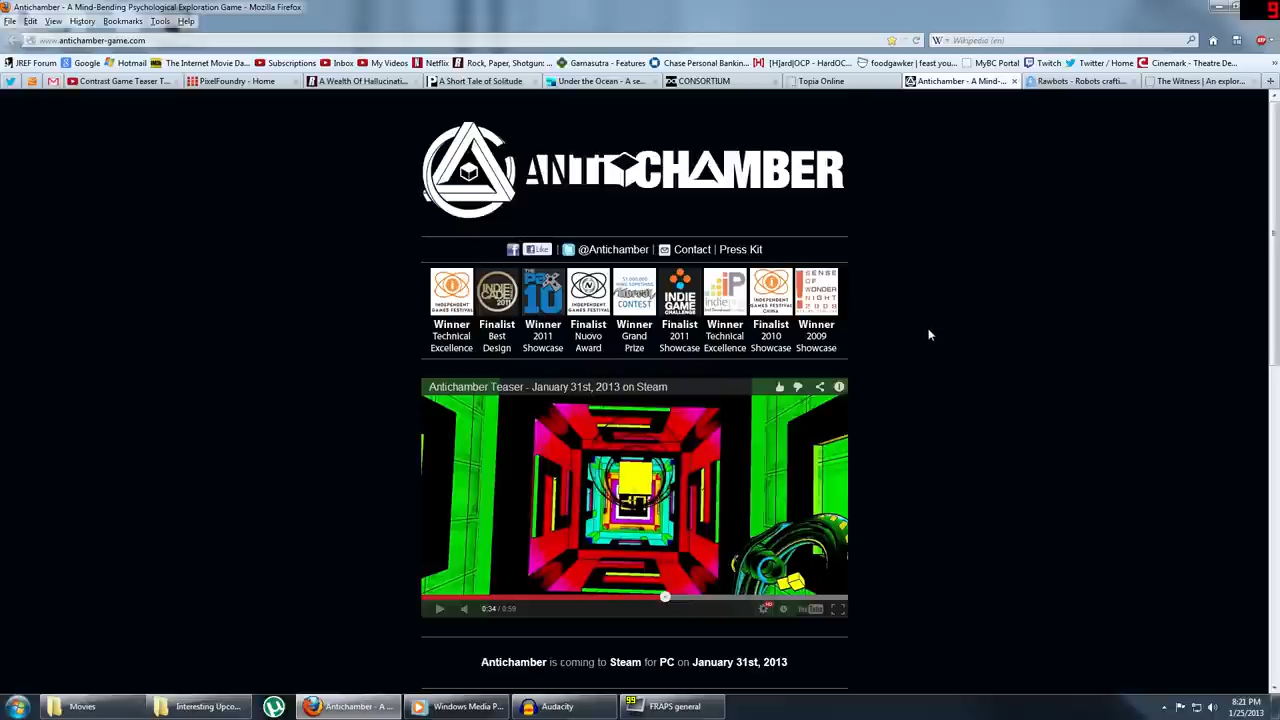 Antichamber - A Mind-Bending Psychological Exploration Game - Mozilla Firefox
9
File Edit View History Bookmarks Tools Help
www.antichamber-game.com
Wikipedia (en)
JREF Forum Google Hotmail The Internet Movie Da... Subscriptions Inbox My Videos Netflix Rock, Paper, Shotgun: ... Gamasutra - Features Chase Personal Bankin... [H]ard|OCP - HardOC... foodgawker | feast you... MyBC Portal Twitch Twitter / Home Cinemark - Theatre De...
Contrast Game Teaser T... PixelFoundry - Home A Wealth Of Hallucinati... A Short Tale of Solitude Under the Ocean - A se... CONSORTIUM Topia Online Antichamber - A Mind-... Rawbots - Robots crafti... The Witness | An explor...
ANTICHAMBER
Like | @Antichamber | Contact | Press Kit
Winner Finalist Winner Finalist Winner Finalist Winner Finalist Winner
Technical Best 2011 Nuovo Grand 2011 Technical 2010 2009
Excellence Design Showcase Award Prize Showcase Excellence Showcase Showcase
Antichamber Teaser - January 31st, 2013 on Steam
0:34 / 0:59
YouTube
Antichamber is coming to Steam for PC on January 31st, 2013
Movies Interesting Upco... Antichamber - A ... Windows Media P... Audacity 99 FRAPS general
8:21 PM
1/25/2013